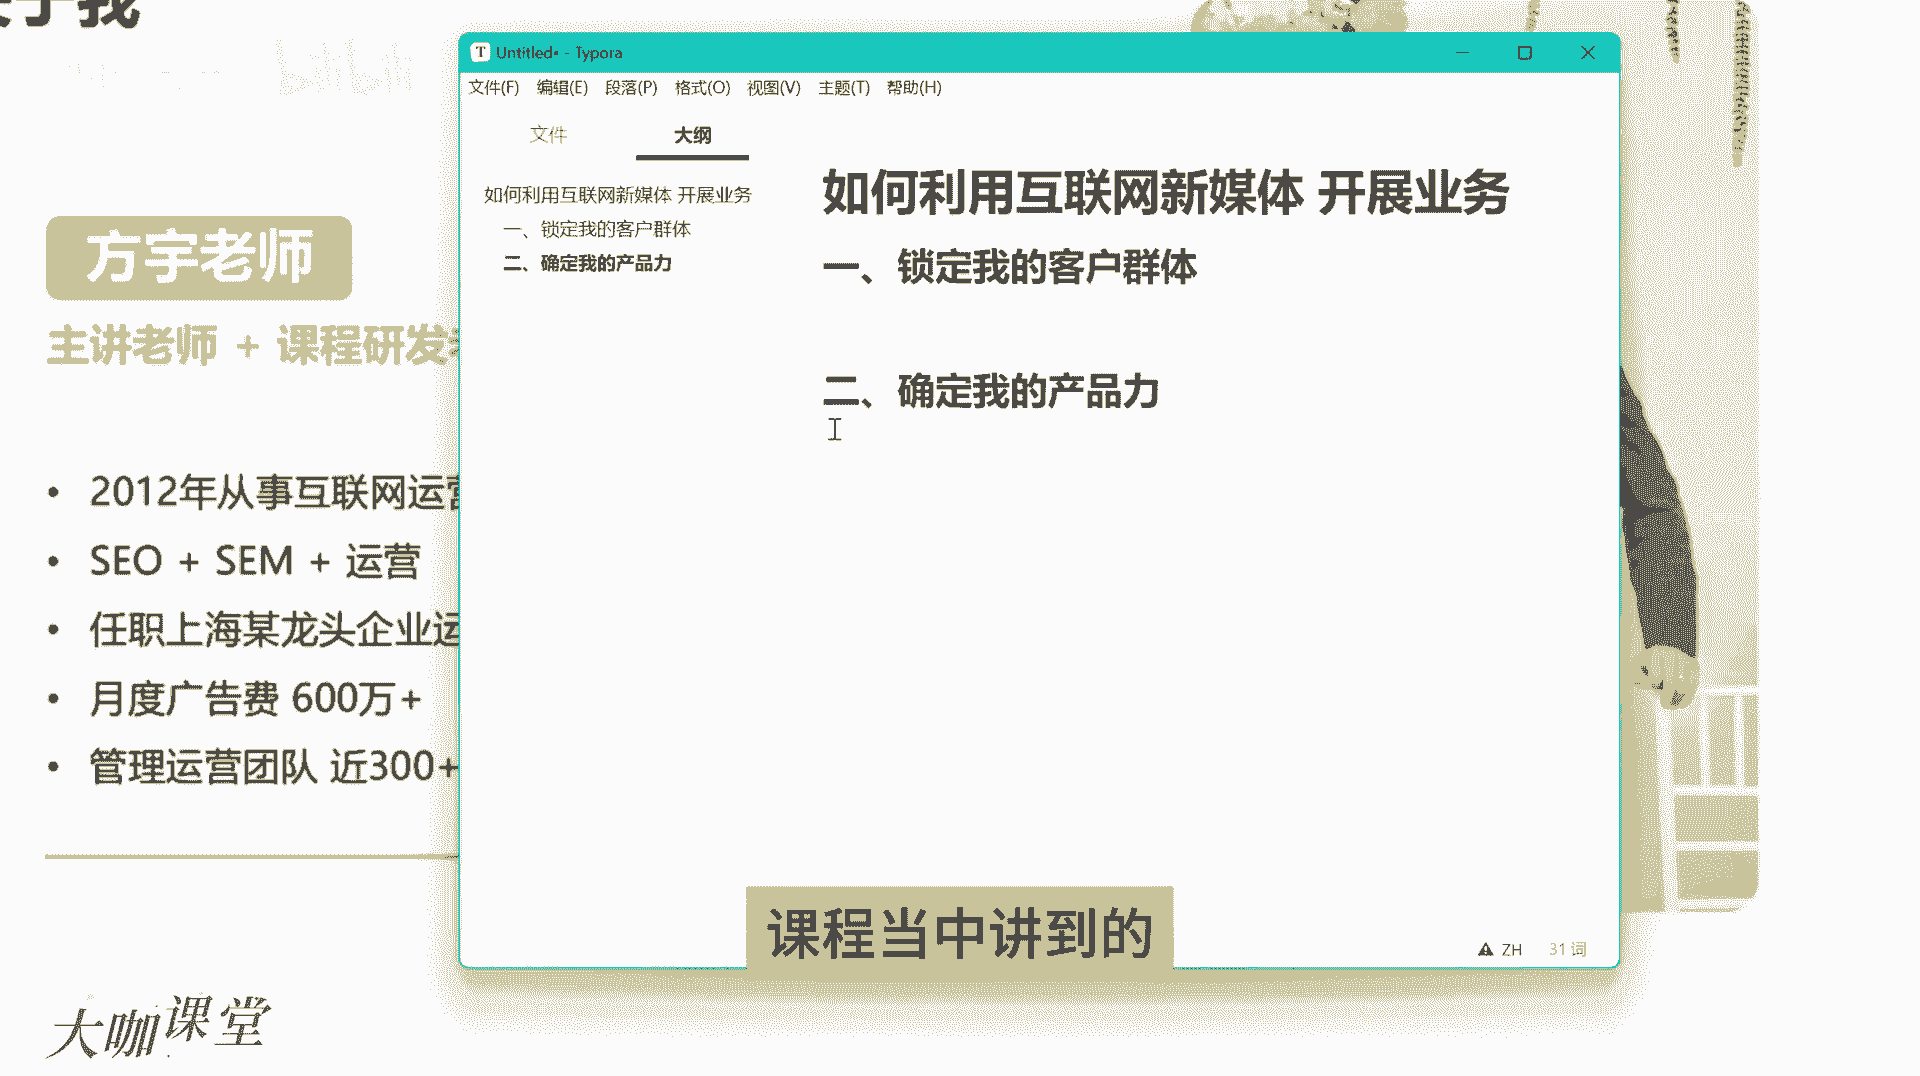 bilibili
Untitled• - Typora
文件(F) 编辑(E) 段落(P) 格式(O) 视图(V) 主题(T) 帮助(H)
文件 大纲
如何利用互联网新媒体 开展业务
一、锁定我的客户群体
二、确定我的产品力
如何利用互联网新媒体 开展业务
一、锁定我的客户群体
二、确定我的产品力
方宇老师
主讲老师 + 课程研发
• 2012年从事互联网运营
• SEO + SEM + 运营
• 任职上海某龙头企业运
• 月度广告费 600万+
• 管理运营团队 近300+
课程当中讲到的
ZH 31 词
大咖课堂